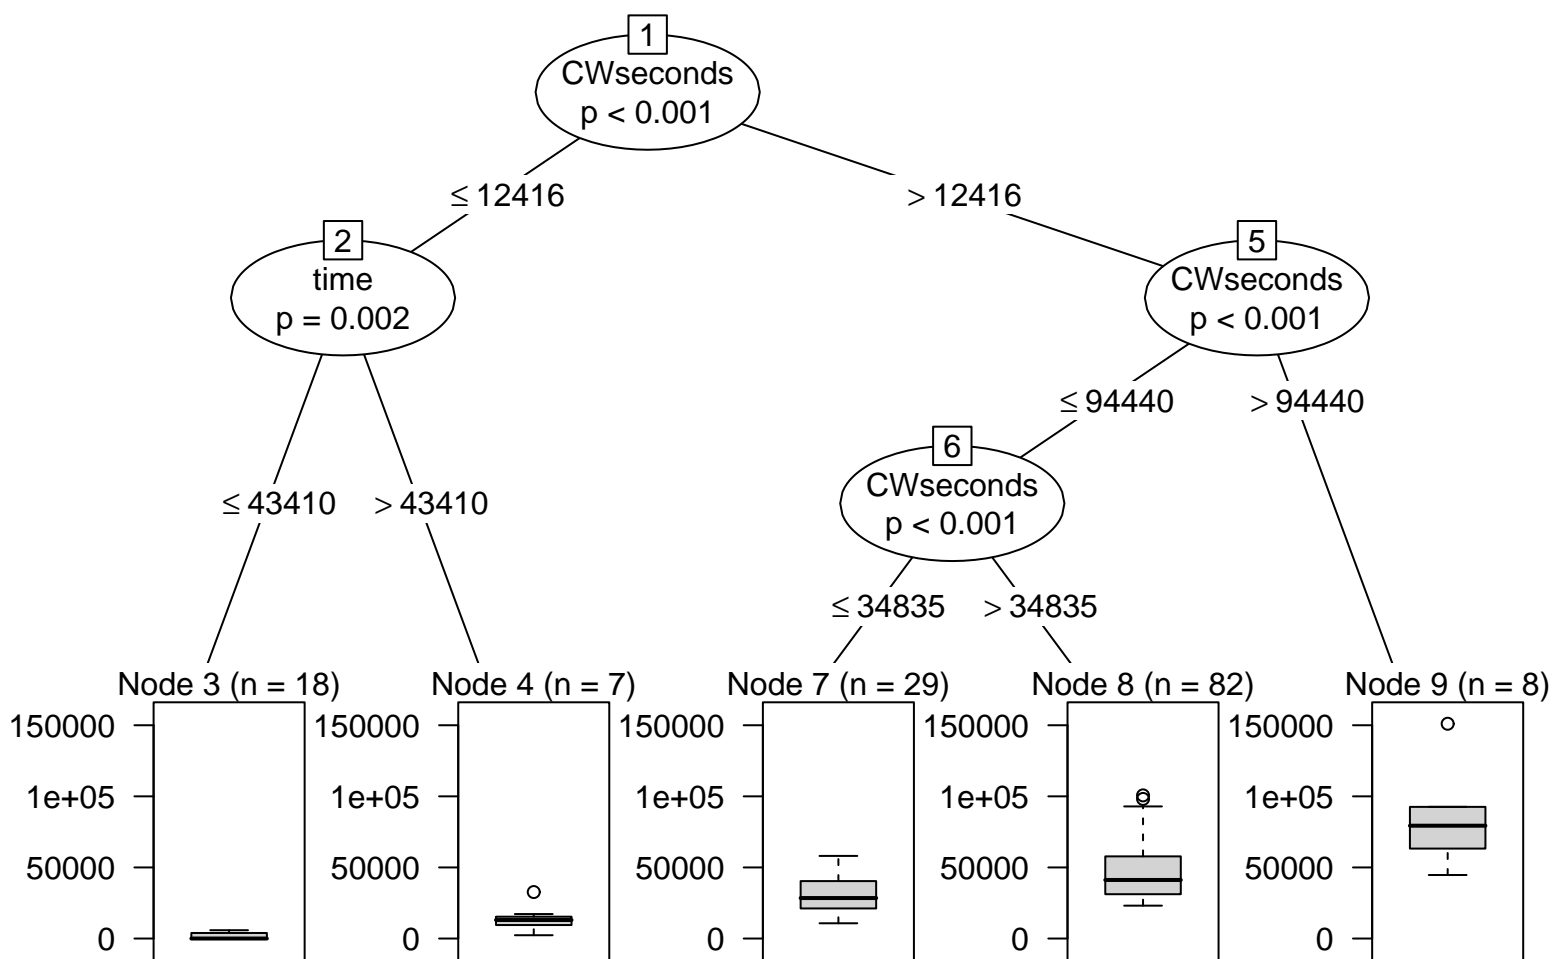 1
CWseconds
p < 0.001
≤ 12416
> 12416
2
time
p = 0.002
5
CWseconds
p < 0.001
≤ 94440
> 94440
6
CWseconds
p < 0.001
≤ 43410
> 43410
≤ 34835
> 34835
Node 3 (n = 18)
Node 4 (n = 7)
Node 7 (n = 29)
Node 8 (n = 82)
Node 9 (n = 8)
150000
1e+05
50000
0
150000
1e+05
50000
0
150000
1e+05
50000
0
150000
1e+05
50000
0
150000
1e+05
50000
0